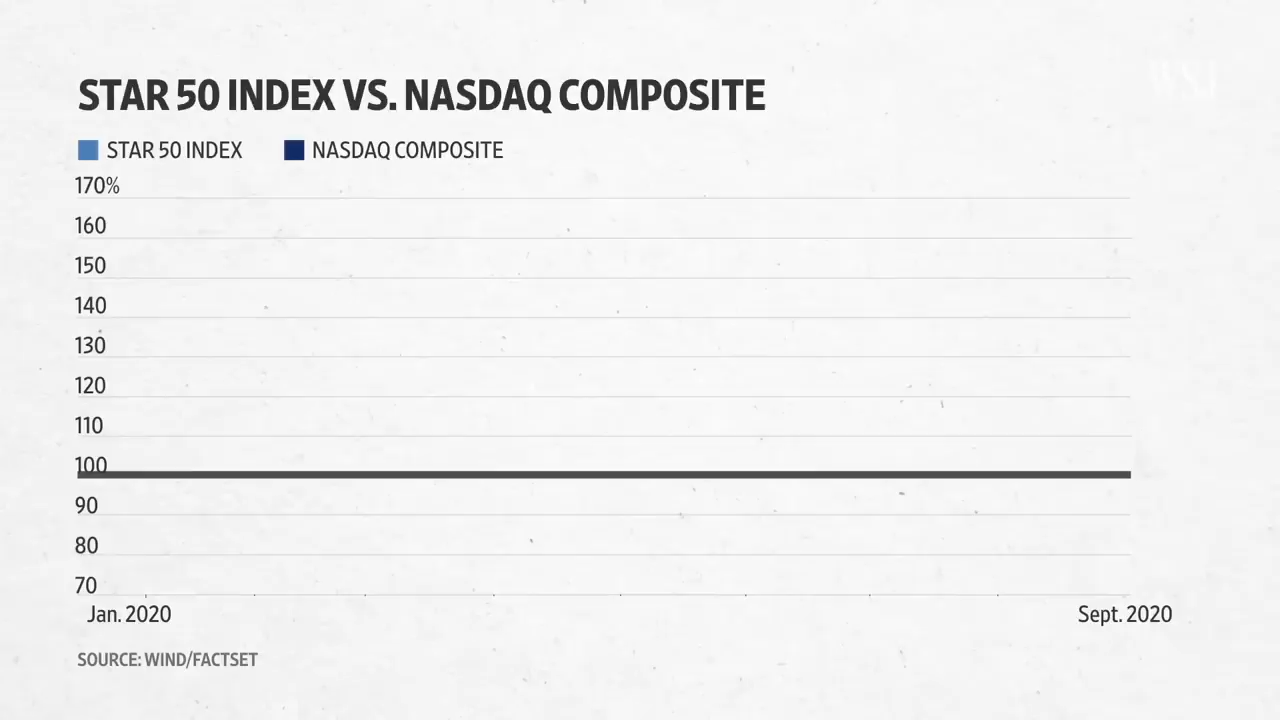 STAR 50 INDEX VS. NASDAQ COMPOSITE
WSJ
STAR 50 INDEX NASDAQ COMPOSITE
170%
160
150
140
130
120
110
100
90
80
70
Jan. 2020 Sept. 2020
SOURCE: WIND/FACTSET